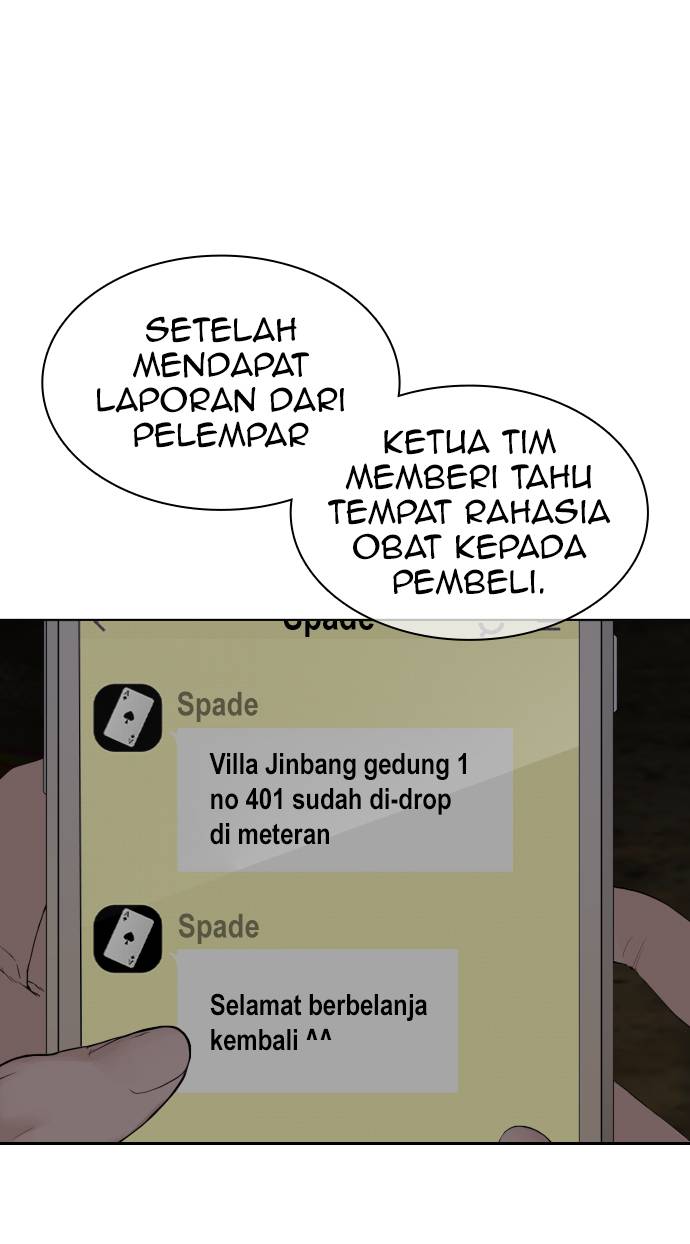 SETELAH
MENDAPAT
LAPORAN DARI
PELEMPAR
KETUA TIM
MEMBERI TAHU
TEMPAT RAHASIA
OBAT KEPADA
PEMBELI.
Spade
Spade
Villa Jinbang gedung 1
no 401 sudah di-drop
di meteran
Spade
Selamat berbelanja
kembali ^^